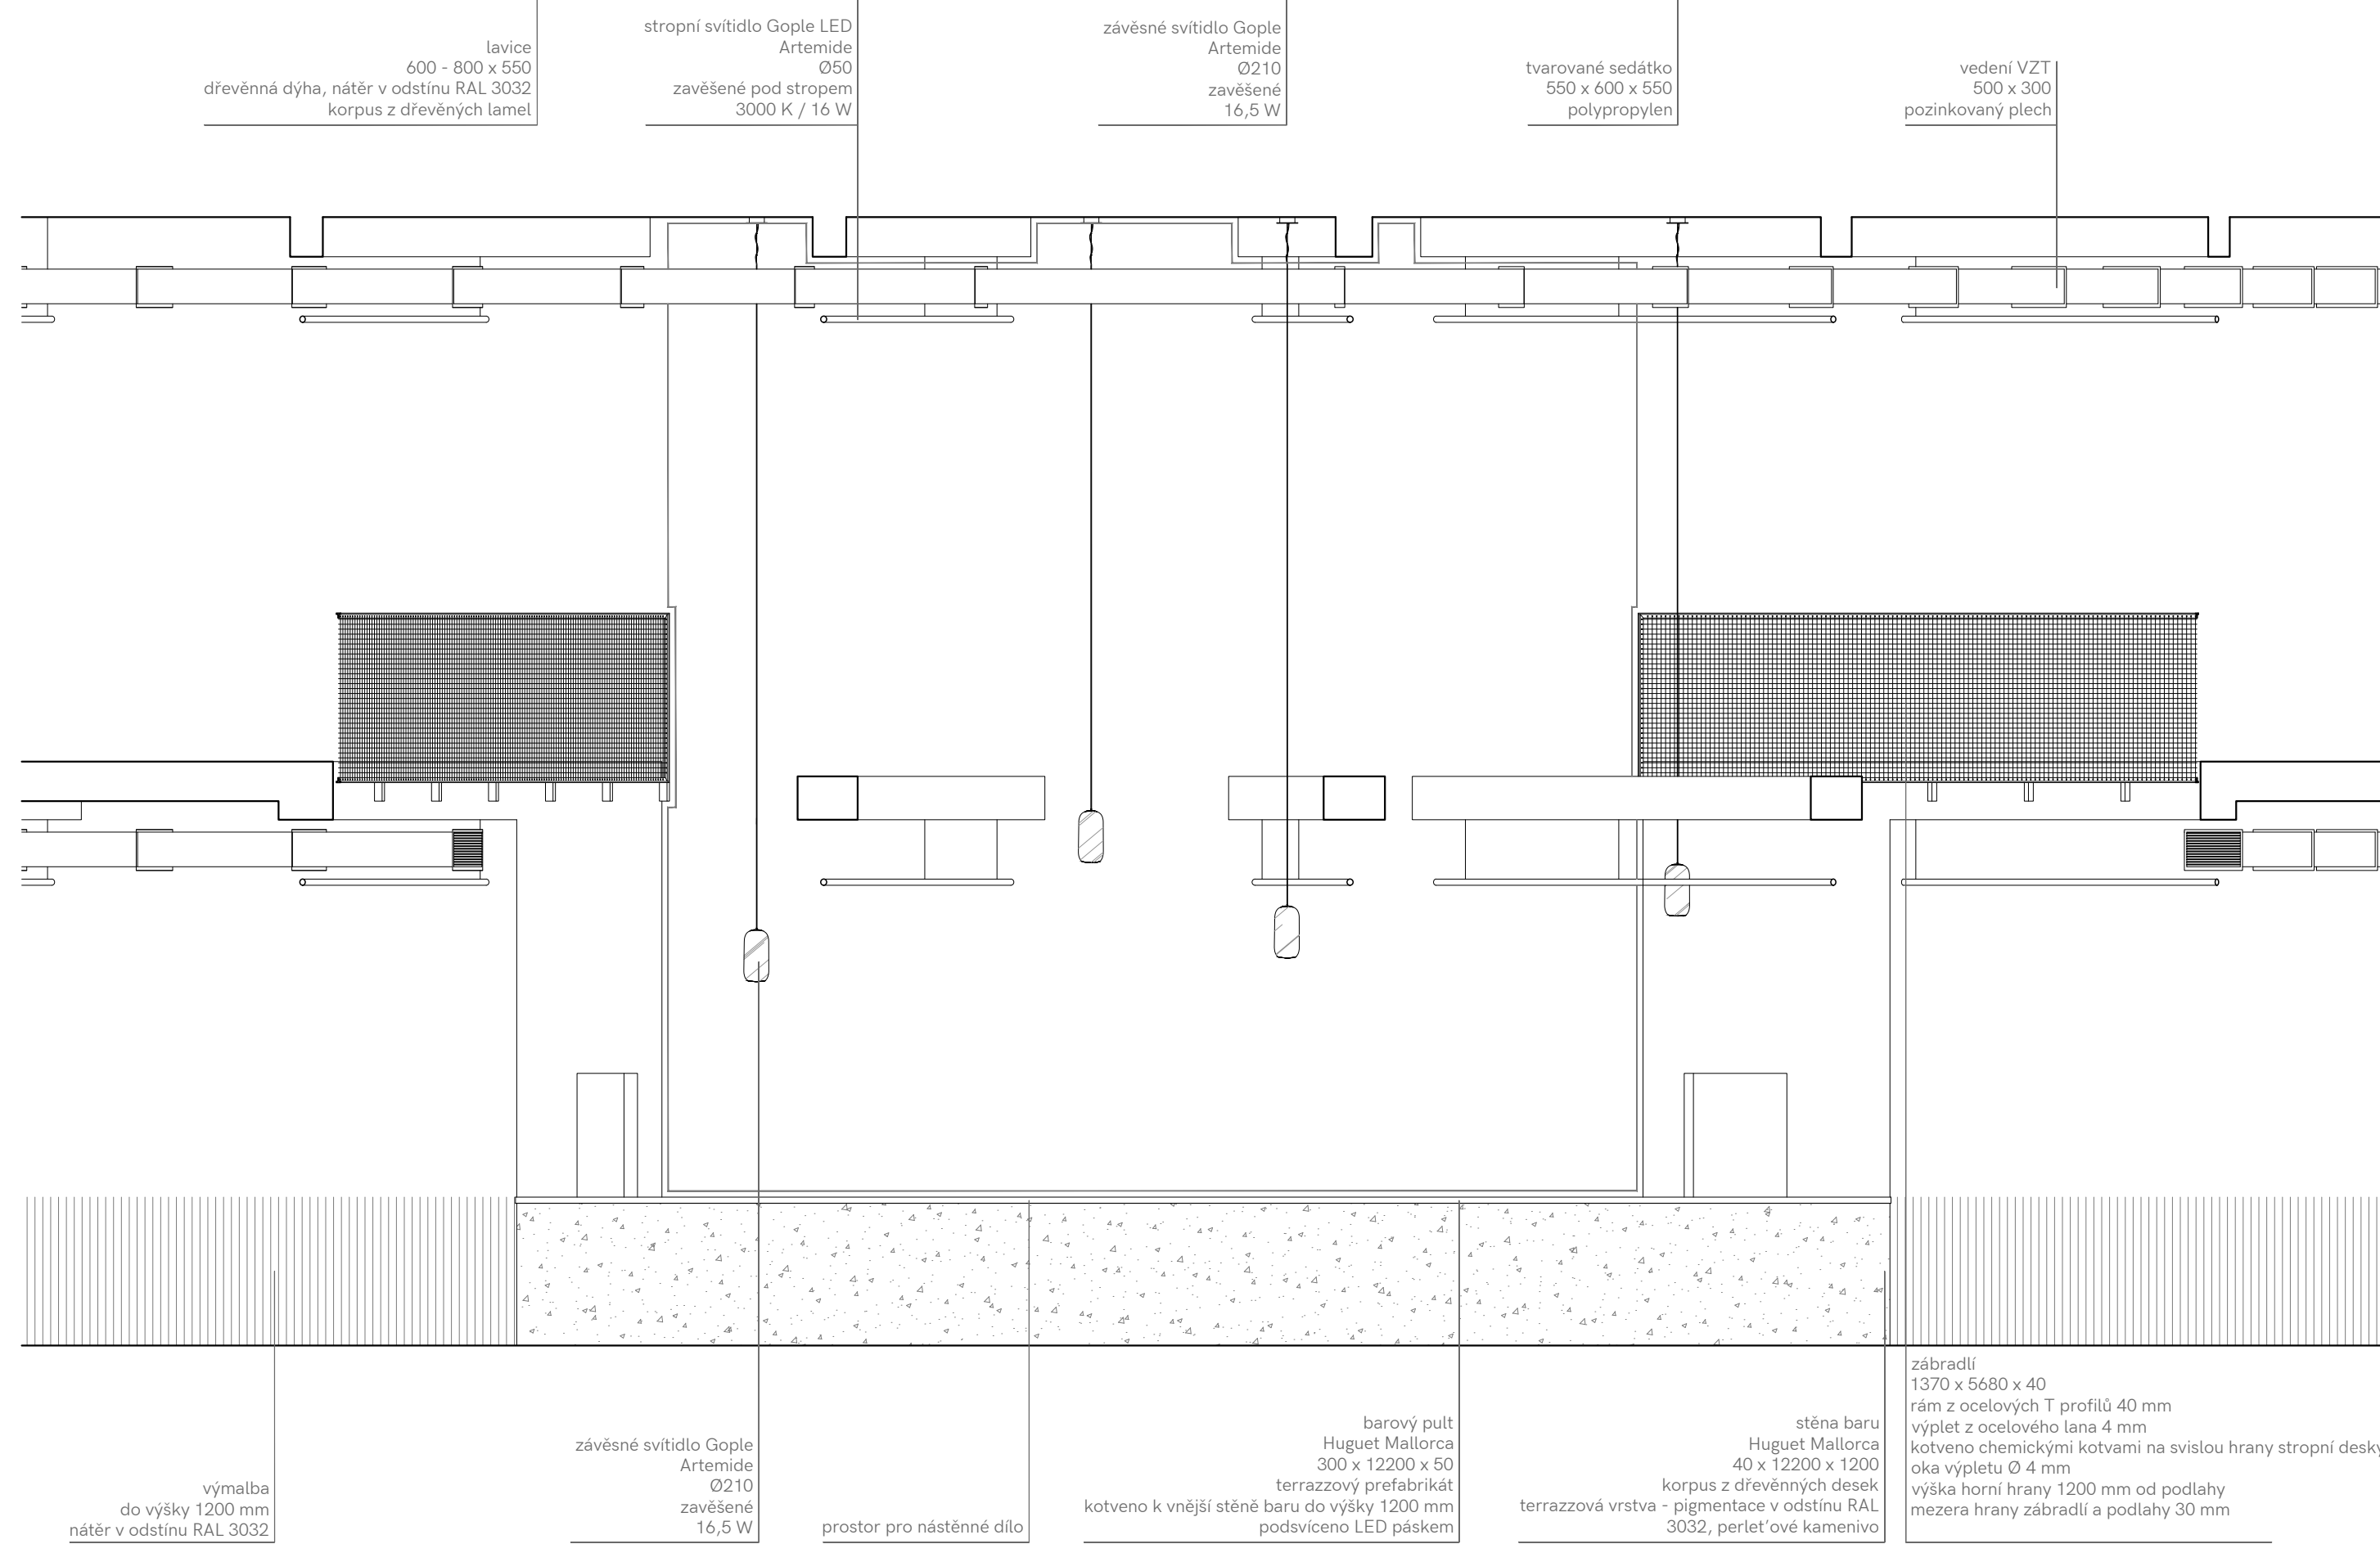 lavice
600 - 800 x 550
dřevěnná dýha, nátěr v odstínu RAL 3032
korpus z dřevěných lamel
stropní svítidlo Gople LED
Artemide
Ø50
zavěšené pod stropem
3000 K / 16 W
závěsné svítidlo Gople
Artemide
Ø210
zavěšené
16,5 W
tvarované sedátko
550 x 600 x 550
polypropylen
vedení VZT
500 x 300
pozinkovaný plech
výmalba
do výšky 1200 mm
nátěr v odstínu RAL 3032
závěsné svítidlo Gople
Artemide
Ø210
zavěšené
16,5 W
prostor pro nástěnné dílo
barový pult
Huguet Mallorca
300 x 12200 x 50
terrazzový prefabrikát
kotveno k vnější stěně baru do výšky 1200 mm
podsvíceno LED páskem
stěna baru
Huguet Mallorca
40 x 12200 x 1200
korpus z dřevěnných desek
terrazzová vrstva - pigmentace v odstínu RAL
3032, perlet’ové kamenivo
zábradlí
1370 x 5680 x 40
rám z ocelových T profilů 40 mm
výplet z ocelového lana 4 mm
kotveno chemickými kotvami na svislou hrany stropní desky
oka výpletu Ø 4 mm
výška horní hrany 1200 mm od podlahy
mezera hrany zábradlí a podlahy 30 mm